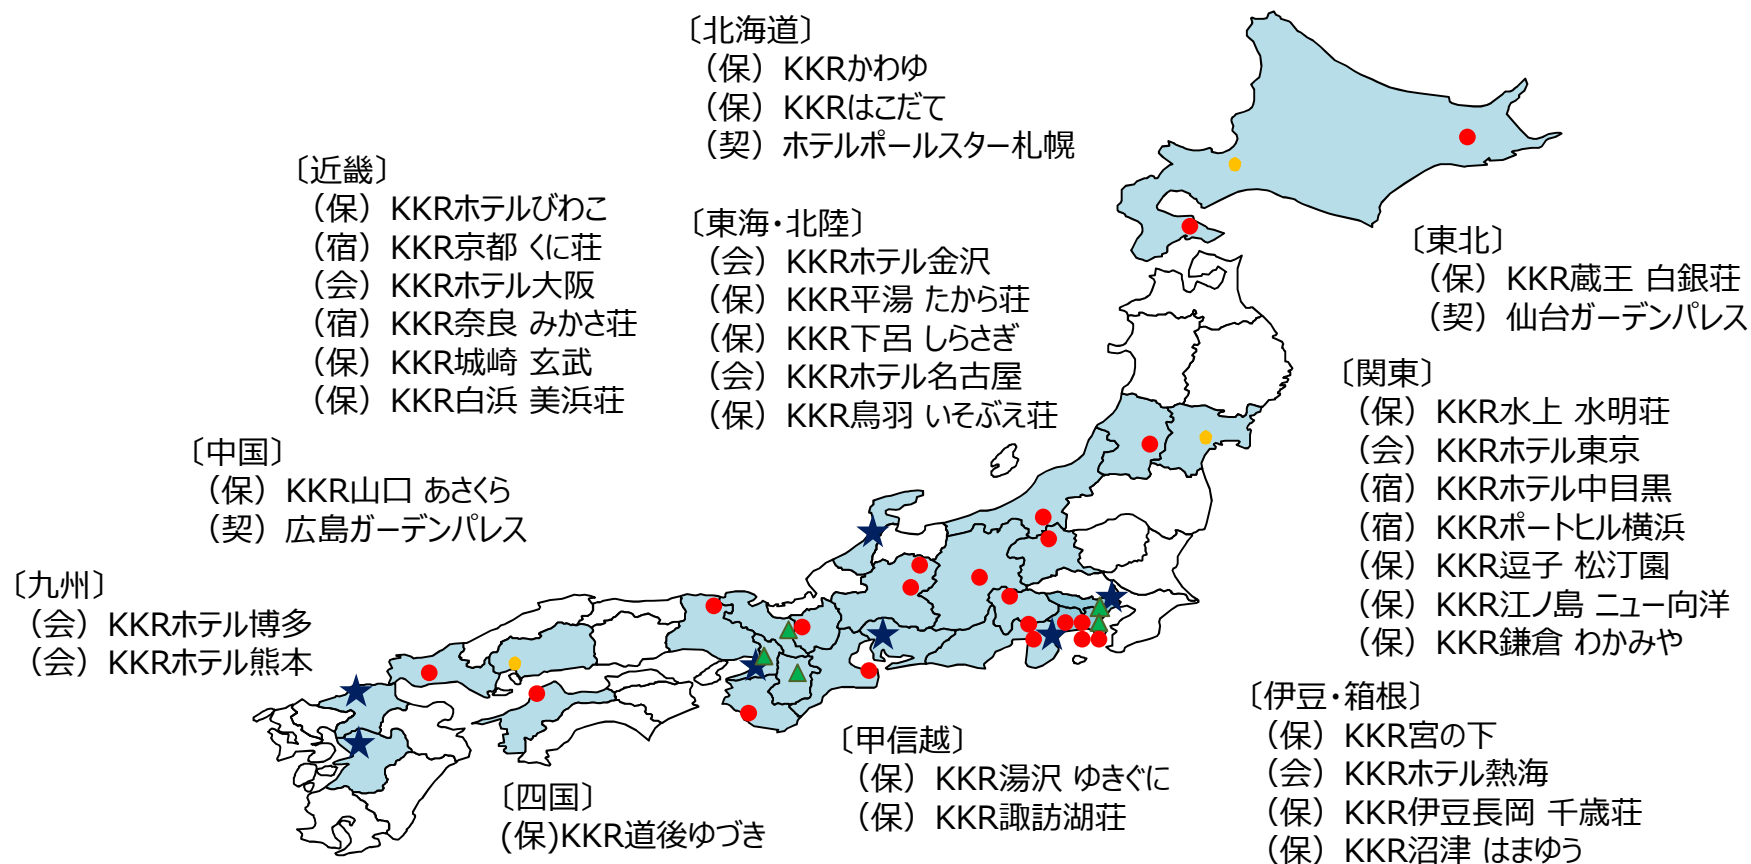 〔北海道〕
（保）KKRかわゆ
（保）KKRはこだて
（契）ホテルポールスター札幌
〔近畿〕
（保）KKRホテルびわこ
（宿）KKR京都 くに荘
（会）KKRホテル大阪
（宿）KKR奈良 みかさ荘
（保）KKR城崎 玄武
（保）KKR白浜 美浜荘
〔東海・北陸〕
（会）KKRホテル金沢
（保）KKR平湯 たから荘
（保）KKR下呂 しらさぎ
（会）KKRホテル名古屋
（保）KKR鳥羽 いそぶえ荘
〔東北〕
（保）KKR蔵王 白銀荘
（契）仙台ガーデンパレス
〔関東〕
（保）KKR水上 水明荘
（会）KKRホテル東京
（宿）KKRホテル中目黒
（宿）KKRポートヒル横浜
（保）KKR逗子 松汀園
（保）KKR江ノ島 ニュー向洋
（保）KKR鎌倉 わかみや
〔中国〕
（保）KKR山口 あさくら
（契）広島ガーデンパレス
〔九州〕
（会）KKRホテル博多
（会）KKRホテル熊本
〔四国〕
(保)KKR道後ゆづき
〔甲信越〕
（保）KKR湯沢 ゆきぐに
（保）KKR諏訪湖荘
〔伊豆・箱根〕
（保）KKR宮の下
（会）KKRホテル熱海
（保）KKR伊豆長岡 千歳荘
（保）KKR沼津 はまゆう